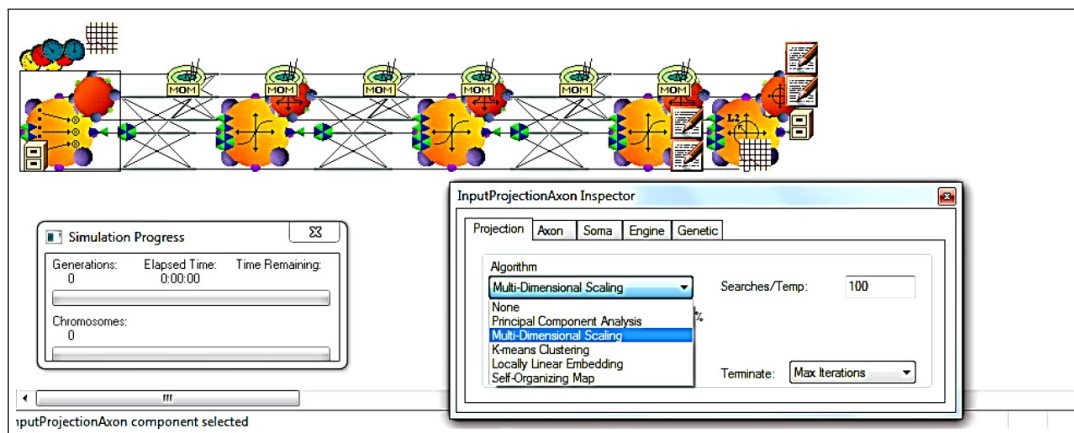 MOM MOM MOM MOM MOM MOM
L2
InputProjectionAxon Inspector
Projection Axon Soma Engine Genetic
Simulation Progress
Generations: Elapsed Time: Time Remaining:
0 0:00:00
Chromosomes:
0
Algorithm
Multi-Dimensional Scaling
Searches/Temp: 100
None
Principal Component Analysis
%
Multi-Dimensional Scaling
K-means Clustering
Locally Linear Embedding
Self-Organizing Map
Terminate: Max Iterations
nputProjectionAxon component selected